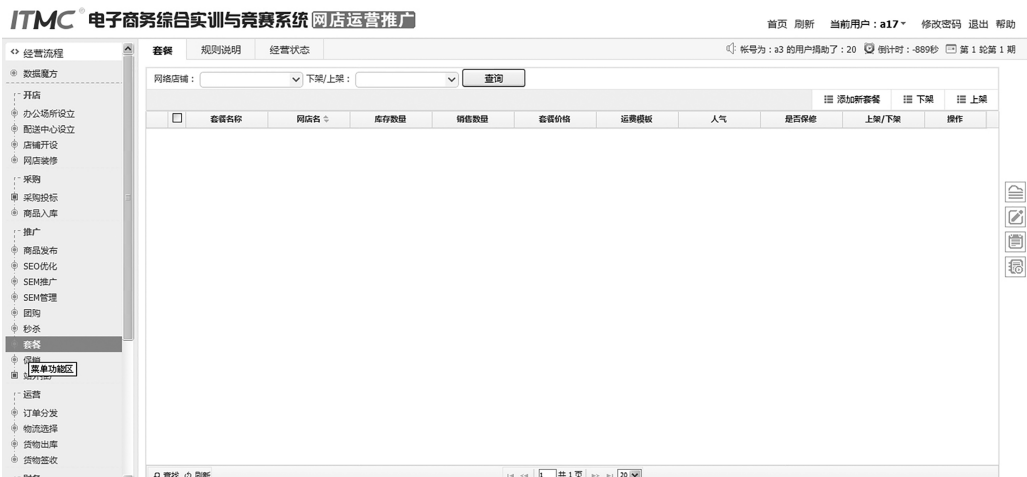 ITMC® 电子商务综合实训与竞赛系统 网店运营推广
首页 刷新 当前用户：a17 修改密码 退出 帮助
经营流程
套餐 规则说明 经营状态
帐号为：a3 的用户捐助了：20 倒计时：-889秒 第 1 轮第 1 期
数据魔方
网络店铺： 下架/上架： 查询
开店
添加新套餐 下架 上架
办公场所设立
套餐名称 网店名 库存数量 销售数量 套餐价格 运费模板 人气 是否保修 上架/下架 操作
配送中心设立
店铺开设
网店装修
采购
采购投标
商品入库
推广
商品发布
SEO优化
SEM推广
SEM管理
团购
秒杀
套餐
促销
菜单功能区
运营
订单分发
物流选择
货物出库
货物签收
查找 刷新 1 共 1 页 20